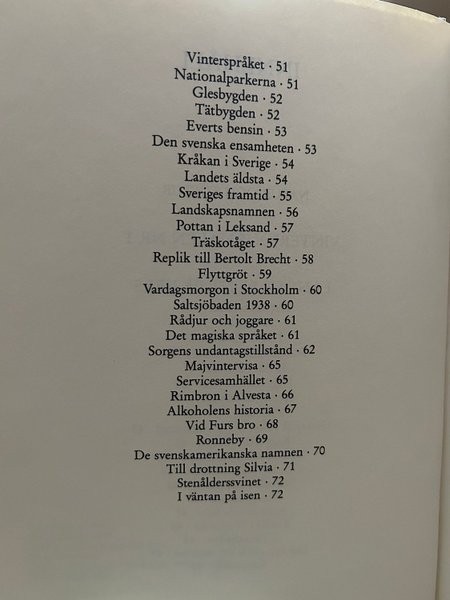 Vinterspråket · 51
Nationalparkerna · 51
Glesbygden · 52
Tätbygden · 52
Everts bensin · 53
Den svenska ensamheten · 53
Kråkan i Sverige · 54
Landets äldsta · 54
Sveriges framtid · 55
Landskapsnamnen · 56
Pottan i Leksand · 57
Träskotåget · 57
Replik till Bertolt Brecht · 58
Flyttgröt · 59
Vardagsmorgon i Stockholm · 60
Saltsjöbaden 1938 · 60
Rådjur och joggare · 61
Det magiska språket · 61
Sorgens undantagstillstånd · 62
Majvintervisa · 65
Servicesamhället · 65
Rimbron i Alvesta · 66
Alkoholens historia · 67
Vid Furs bro · 68
Ronneby · 69
De svenskamerikanska namnen · 70
Till drottning Silvia · 71
Stenålderssvinet · 72
I väntan på isen · 72